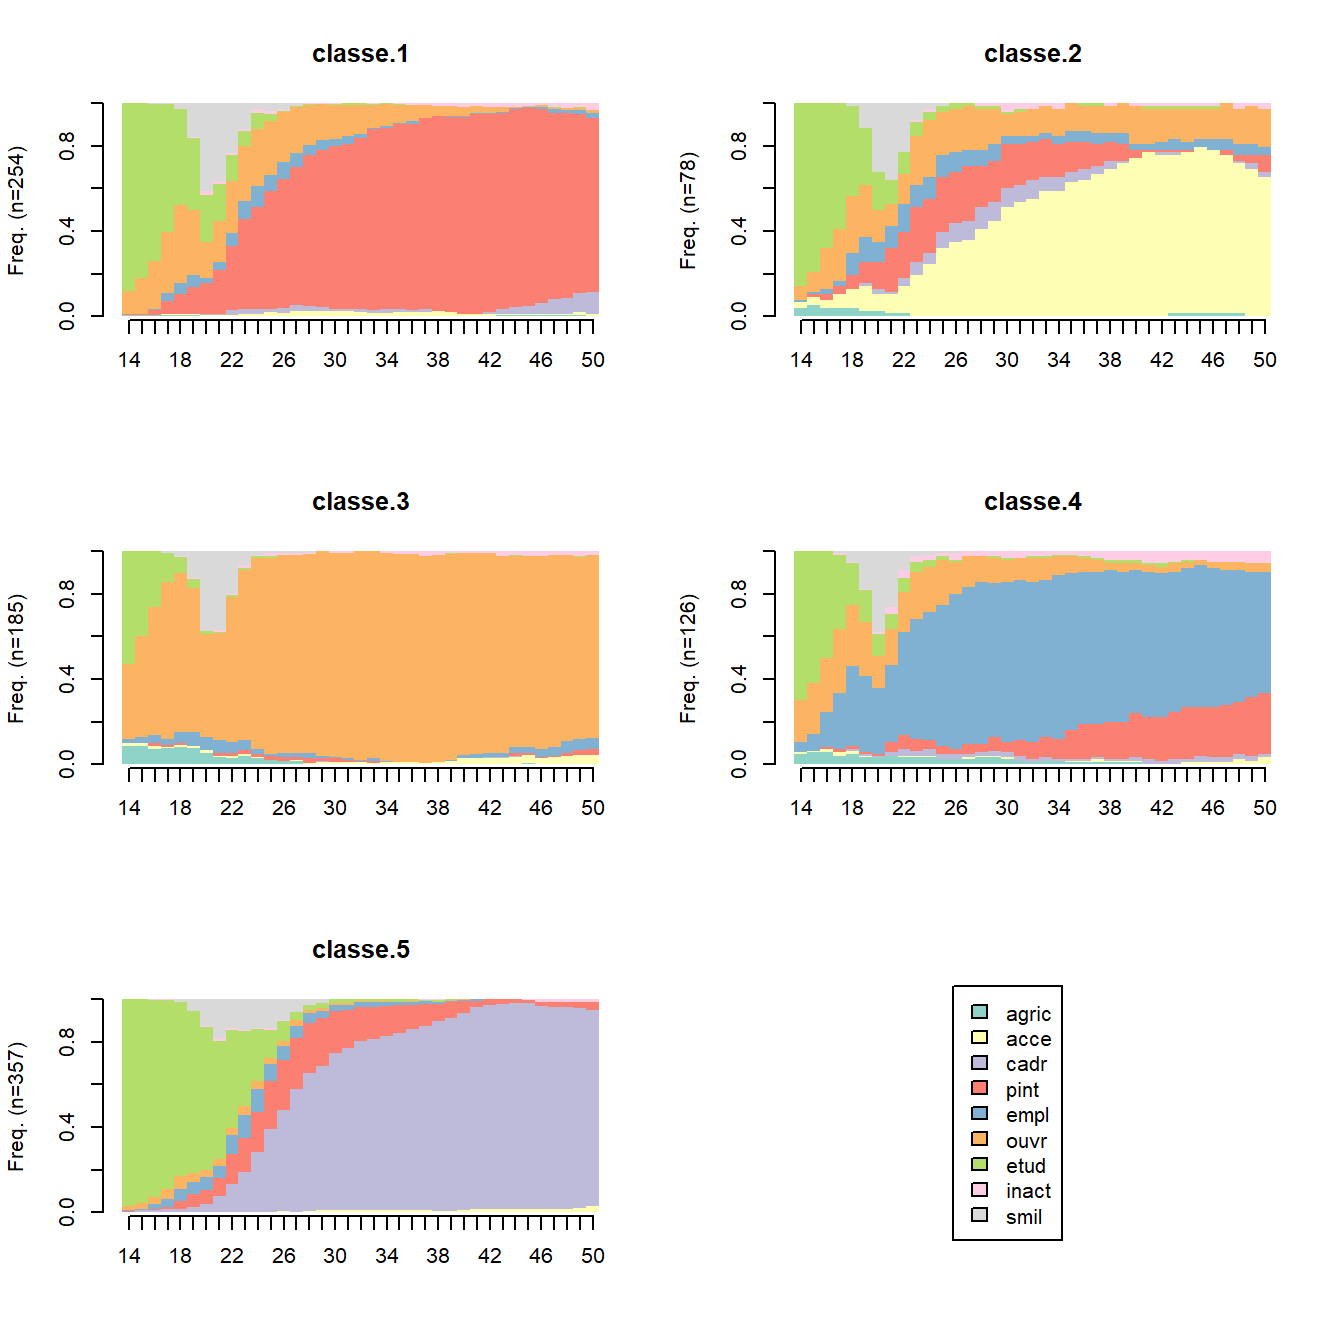 classe.1
Freq. (n=254)
0.0 0.4 0.8
14 18 22 26 30 34 38 42 46 50
classe.2
Freq. (n=78)
0.0 0.4 0.8
14 18 22 26 30 34 38 42 46 50
classe.3
Freq. (n=185)
0.0 0.4 0.8
14 18 22 26 30 34 38 42 46 50
classe.4
Freq. (n=126)
0.0 0.4 0.8
14 18 22 26 30 34 38 42 46 50
classe.5
Freq. (n=357)
0.0 0.4 0.8
14 18 22 26 30 34 38 42 46 50
agric
acce
cadr
pint
empl
ouvr
etud
inact
smil